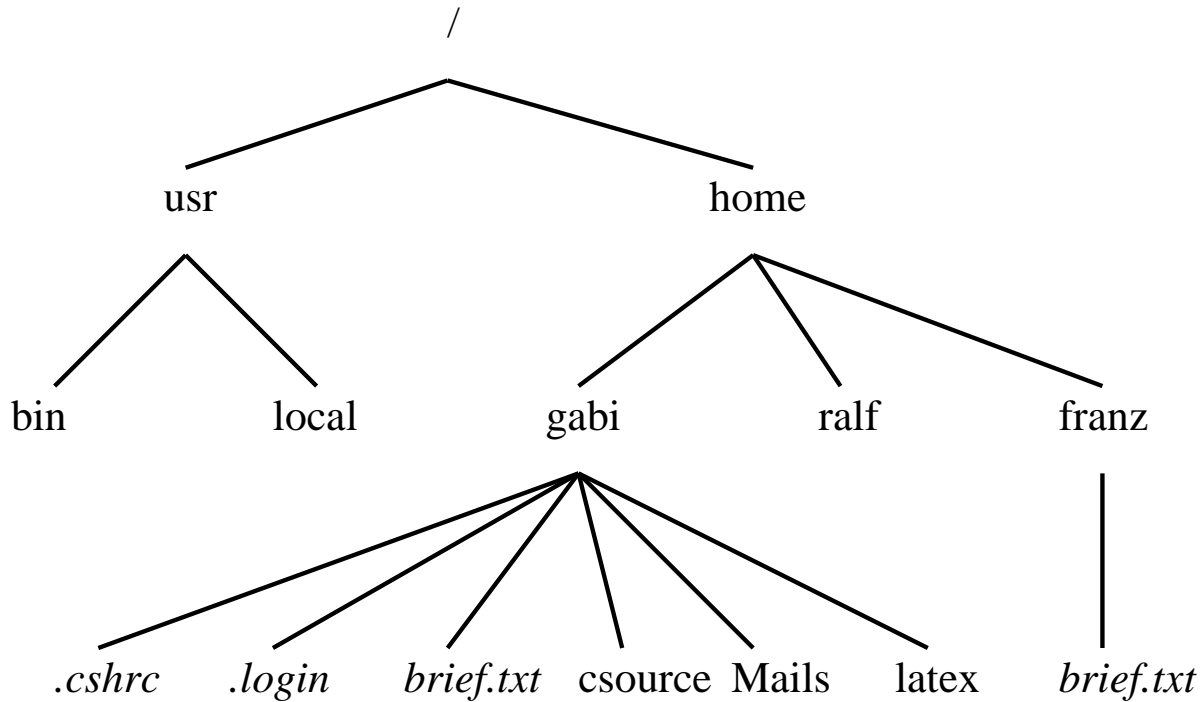 /
usr home
bin local gabi ralf franz
.cshrc .login brief.txt csource Mails latex brief.txt